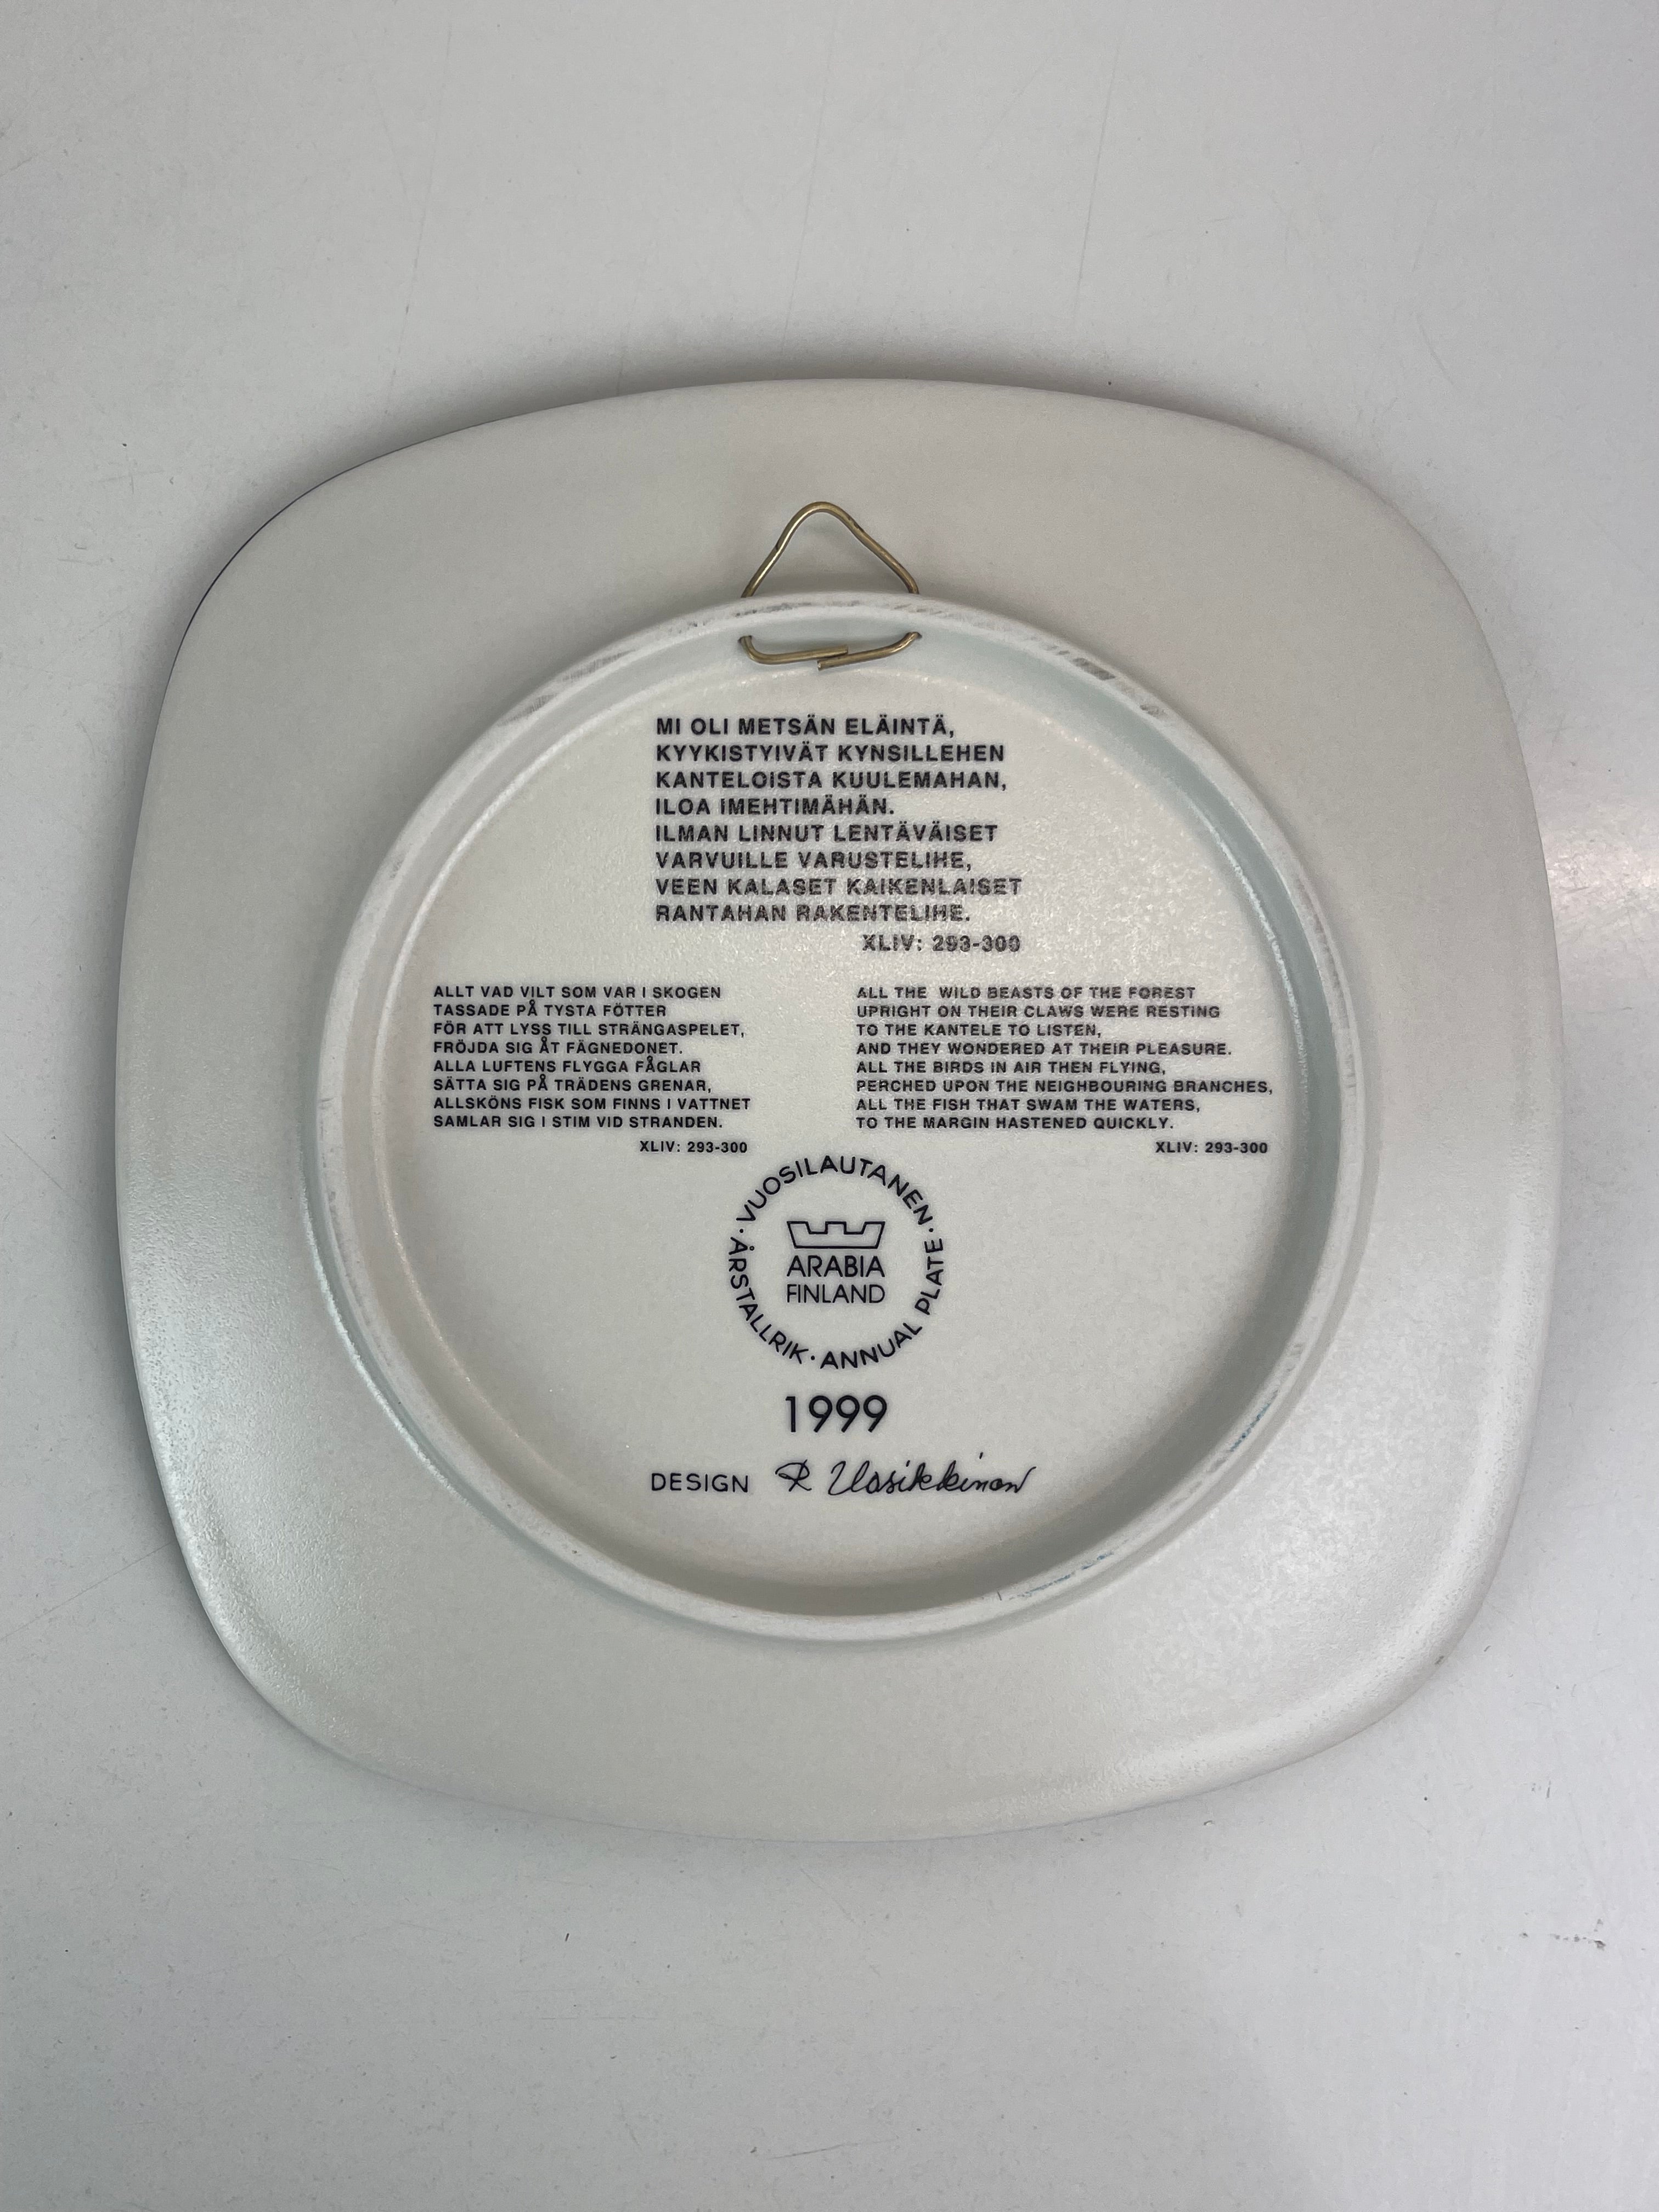 MI OLI METSÄN ELÄINTÄ,
KYYKISTYIVÄT KYNSILLEHEN
KANTELOISTA KUULEMAHAN,
ILOA IMEHTIMÄHÄN.
ILMAN LINNUT LENTÄVÄISET
VARVUILLE VARUSTELIHE,
VEEN KALASET KAIKENLAISET
RANTAHAN RAKENTELIHE.
XLIV: 293-300
ALLT VAD VILT SOM VAR I SKOGEN
TASSADE PÅ TYSTA FÖTTER
FÖR ATT LYSS TILL STRÄNGASPELET,
FRÖJDA SIG ÅT FÄGNEDONET.
ALLA LUFTENS FLYGGA FÅGLAR
SÄTTA SIG PÅ TRÄDENS GRENAR,
ALLSKÖNS FISK SOM FINNS I VATTNET
SAMLAR SIG I STIM VID STRANDEN.
XLIV: 293-300
ALL THE WILD BEASTS OF THE FOREST
UPRIGHT ON THEIR CLAWS WERE RESTING
TO THE KANTELE TO LISTEN,
AND THEY WONDERED AT THEIR PLEASURE.
ALL THE BIRDS IN AIR THEN FLYING,
PERCHED UPON THE NEIGHBOURING BRANCHES,
ALL THE FISH THAT SWAM THE WATERS,
TO THE MARGIN HASTENED QUICKLY.
XLIV: 293-300
· VUOSILAUTANEN · ANNUAL PLATE · ÅRSTALLRIK
ARABIA
FINLAND
1999
DESIGN R Uosikkinen